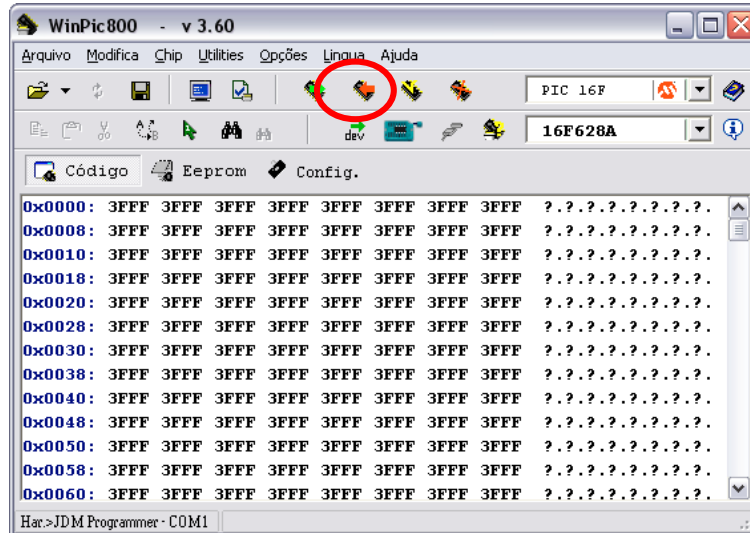 WinPic800 - v 3.60
Arquivo Modifica Chip Utilities Opções Lingua Ajuda
PIC 16F
dev 16F628A
Código Eeprom Config.
0x0000: 3FFF 3FFF 3FFF 3FFF 3FFF 3FFF 3FFF 3FFF ?.?.?.?.?.?.?.?.
0x0008: 3FFF 3FFF 3FFF 3FFF 3FFF 3FFF 3FFF 3FFF ?.?.?.?.?.?.?.?.
0x0010: 3FFF 3FFF 3FFF 3FFF 3FFF 3FFF 3FFF 3FFF ?.?.?.?.?.?.?.?.
0x0018: 3FFF 3FFF 3FFF 3FFF 3FFF 3FFF 3FFF 3FFF ?.?.?.?.?.?.?.?.
0x0020: 3FFF 3FFF 3FFF 3FFF 3FFF 3FFF 3FFF 3FFF ?.?.?.?.?.?.?.?.
0x0028: 3FFF 3FFF 3FFF 3FFF 3FFF 3FFF 3FFF 3FFF ?.?.?.?.?.?.?.?.
0x0030: 3FFF 3FFF 3FFF 3FFF 3FFF 3FFF 3FFF 3FFF ?.?.?.?.?.?.?.?.
0x0038: 3FFF 3FFF 3FFF 3FFF 3FFF 3FFF 3FFF 3FFF ?.?.?.?.?.?.?.?.
0x0040: 3FFF 3FFF 3FFF 3FFF 3FFF 3FFF 3FFF 3FFF ?.?.?.?.?.?.?.?.
0x0048: 3FFF 3FFF 3FFF 3FFF 3FFF 3FFF 3FFF 3FFF ?.?.?.?.?.?.?.?.
0x0050: 3FFF 3FFF 3FFF 3FFF 3FFF 3FFF 3FFF 3FFF ?.?.?.?.?.?.?.?.
0x0058: 3FFF 3FFF 3FFF 3FFF 3FFF 3FFF 3FFF 3FFF ?.?.?.?.?.?.?.?.
0x0060: 3FFF 3FFF 3FFF 3FFF 3FFF 3FFF 3FFF 3FFF ?.?.?.?.?.?.?.?.
Har.>JDM Programmer - COM1